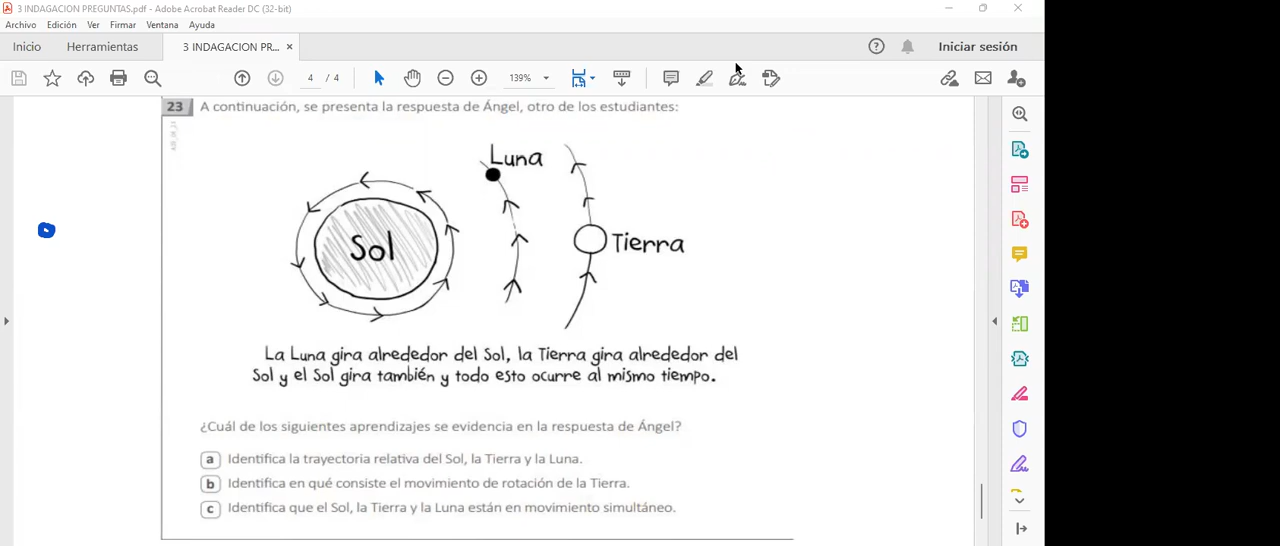 3 INDAGACION PREGUNTAS.pdf - Adobe Acrobat Reader DC (32-bit)
Archivo Edición Ver Firmar Ventana Ayuda
Inicio Herramientas 3 INDAGACION PR... × Iniciar sesión
4 / 4 139%
23 A continuación, se presenta la respuesta de Ángel, otro de los estudiantes:
Luna
Sol
Tierra
La Luna gira alrededor del Sol, la Tierra gira alrededor del
Sol y el Sol gira también y todo esto ocurre al mismo tiempo.
¿Cuál de los siguientes aprendizajes se evidencia en la respuesta de Ángel?
a Identifica la trayectoria relativa del Sol, la Tierra y la Luna.
b Identifica en qué consiste el movimiento de rotación de la Tierra.
c Identifica que el Sol, la Tierra y la Luna están en movimiento simultáneo.